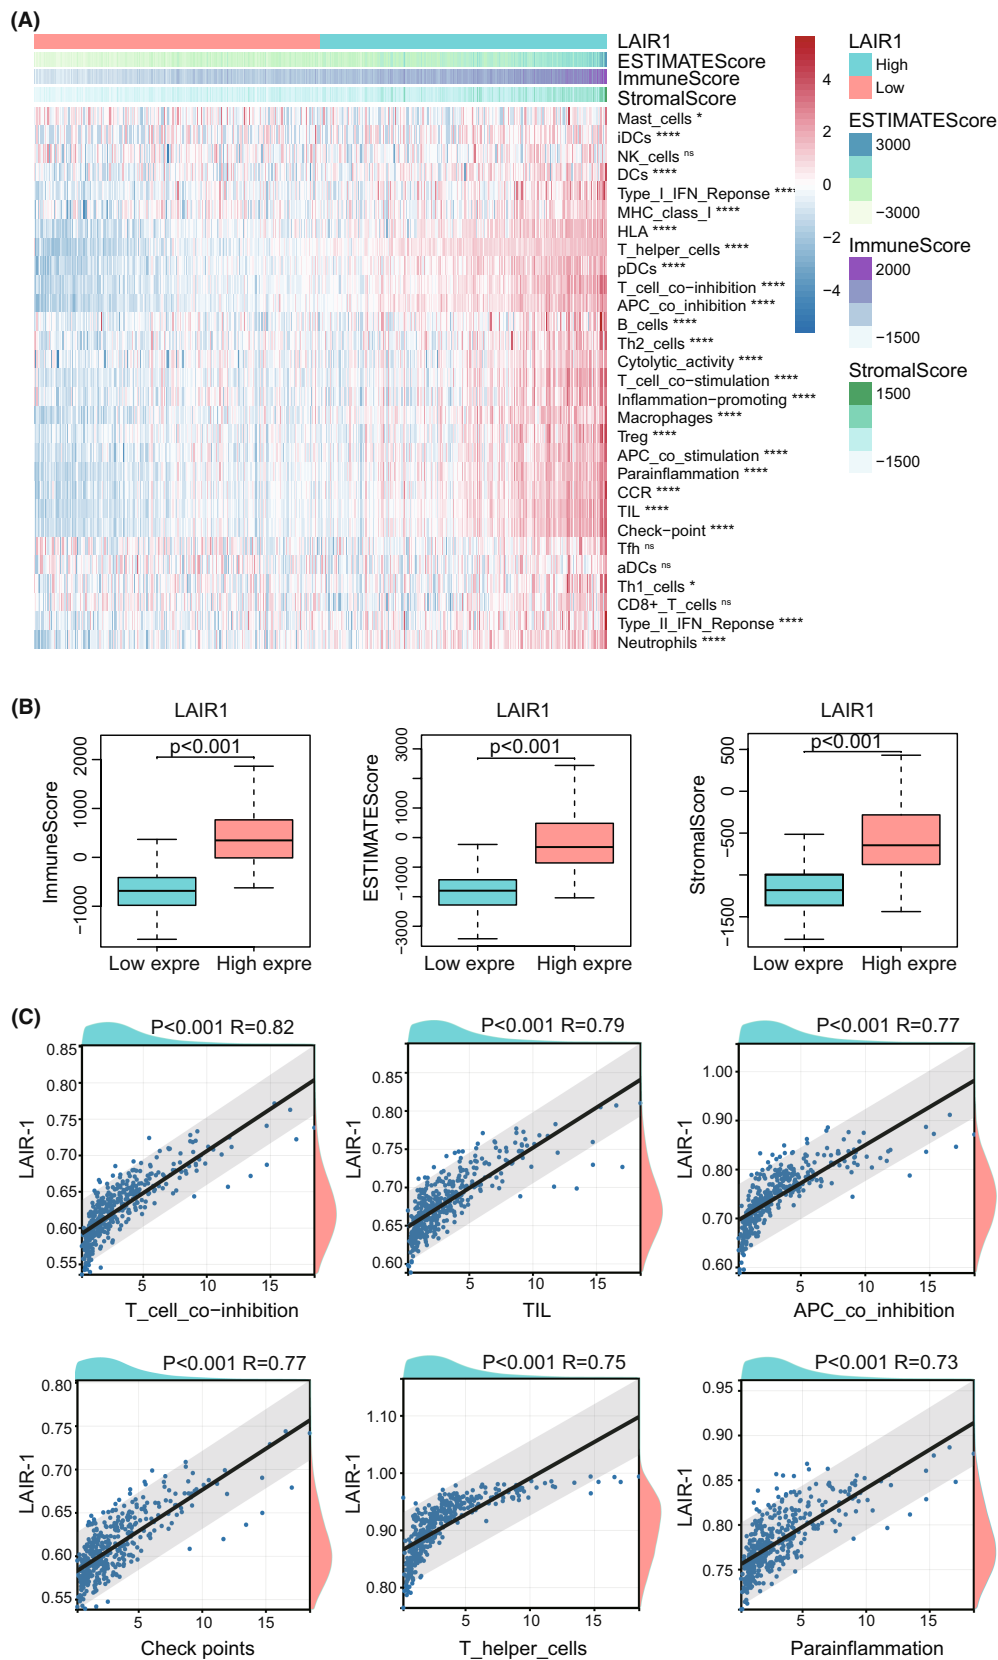 (A)
LAIR1
ESTIMATEScore
ImmuneScore
StromalScore
Mast_cells *
iDCs ****
NK_cells ns
DCs ****
Type_I_IFN_Reponse ****
MHC_class_I ****
HLA ****
T_helper_cells ****
pDCs ****
T_cell_co-inhibition ****
APC_co_inhibition ****
B_cells ****
Th2_cells ****
Cytolytic_activity ****
T_cell_co-stimulation ****
Inflammation-promoting ****
Macrophages ****
Treg ****
APC_co_stimulation ****
Parainflammation ****
CCR ****
TIL ****
Check-point ****
Tfh ns
aDCs ns
Th1_cells *
CD8+_T_cells ns
Type_II_IFN_Reponse ****
Neutrophils ****
4
2
0
−2
−4
LAIR1
High
Low
ESTIMATEScore
3000
−3000
ImmuneScore
2000
−1500
StromalScore
1500
−1500
(B)
LAIR1
p<0.001
ImmuneScore
2000
1000
0
−1000
Low expre High expre
LAIR1
p<0.001
ESTIMATEScore
3000
1000
0
−1000
−3000
Low expre High expre
LAIR1
p<0.001
StromalScore
500
0
−500
−1500
Low expre High expre
(C)
P<0.001 R=0.82
LAIR-1
0.85
0.80
0.75
0.70
0.65
0.60
0.55
5 10 15
T_cell_co−inhibition
P<0.001 R=0.79
LAIR-1
0.85
0.80
0.75
0.70
0.65
0.60
5 10 15
TIL
P<0.001 R=0.77
LAIR-1
1.00
0.90
0.80
0.70
0.60
5 10 15
APC_co_inhibition
P<0.001 R=0.77
LAIR-1
0.80
0.75
0.70
0.65
0.60
0.55
5 10 15
Check points
P<0.001 R=0.75
LAIR-1
1.10
1.00
0.90
0.80
5 10 15
T_helper_cells
P<0.001 R=0.73
LAIR-1
0.95
0.90
0.85
0.80
0.75
5 10 15
Parainflammation